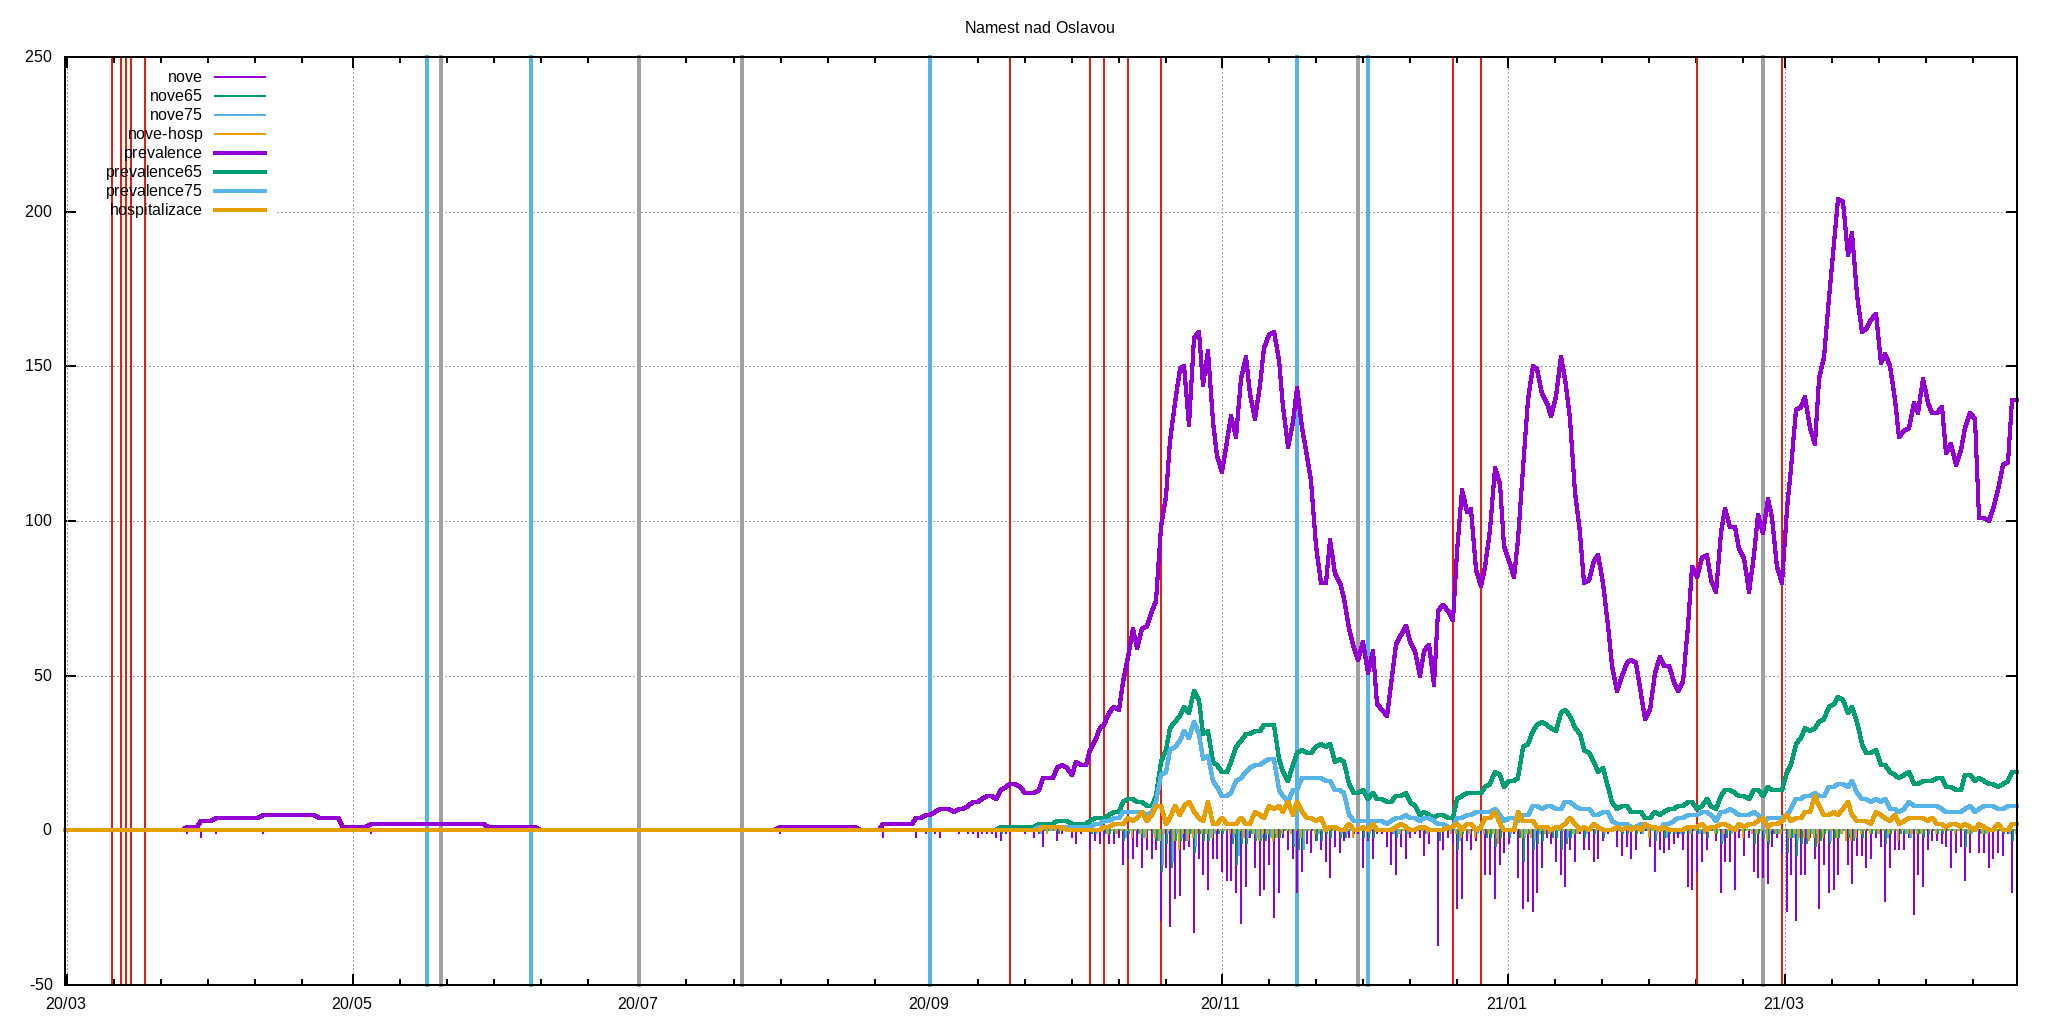 Namest nad Oslavou
250
200
150
100
50
0
-50
nove
nove65
nove75
nove-hosp
prevalence
prevalence65
prevalence75
hospitalizace
20/03
20/05
20/07
20/09
20/11
21/01
21/03